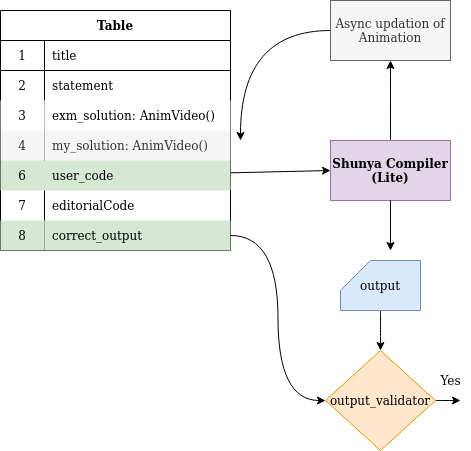 Table
1 title
2 statement
3 exm_solution: AnimVideo()
4 my_solution: AnimVideo()
6 user_code
7 editorialCode
8 correct_output
Async updation of
Animation
Shunya Compiler
(Lite)
output
output_validator
Yes